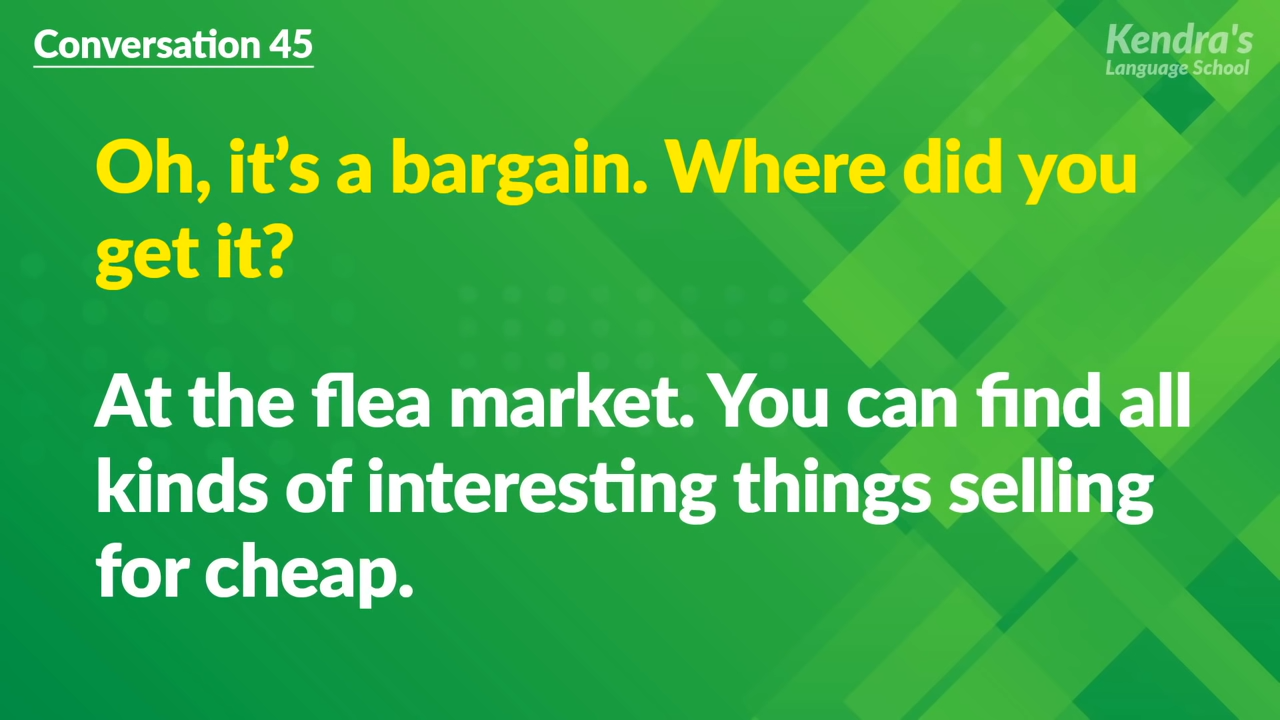 Conversation 45
Kendra's
Language School
Oh, it’s a bargain. Where did you
get it?
At the flea market. You can find all
kinds of interesting things selling
for cheap.